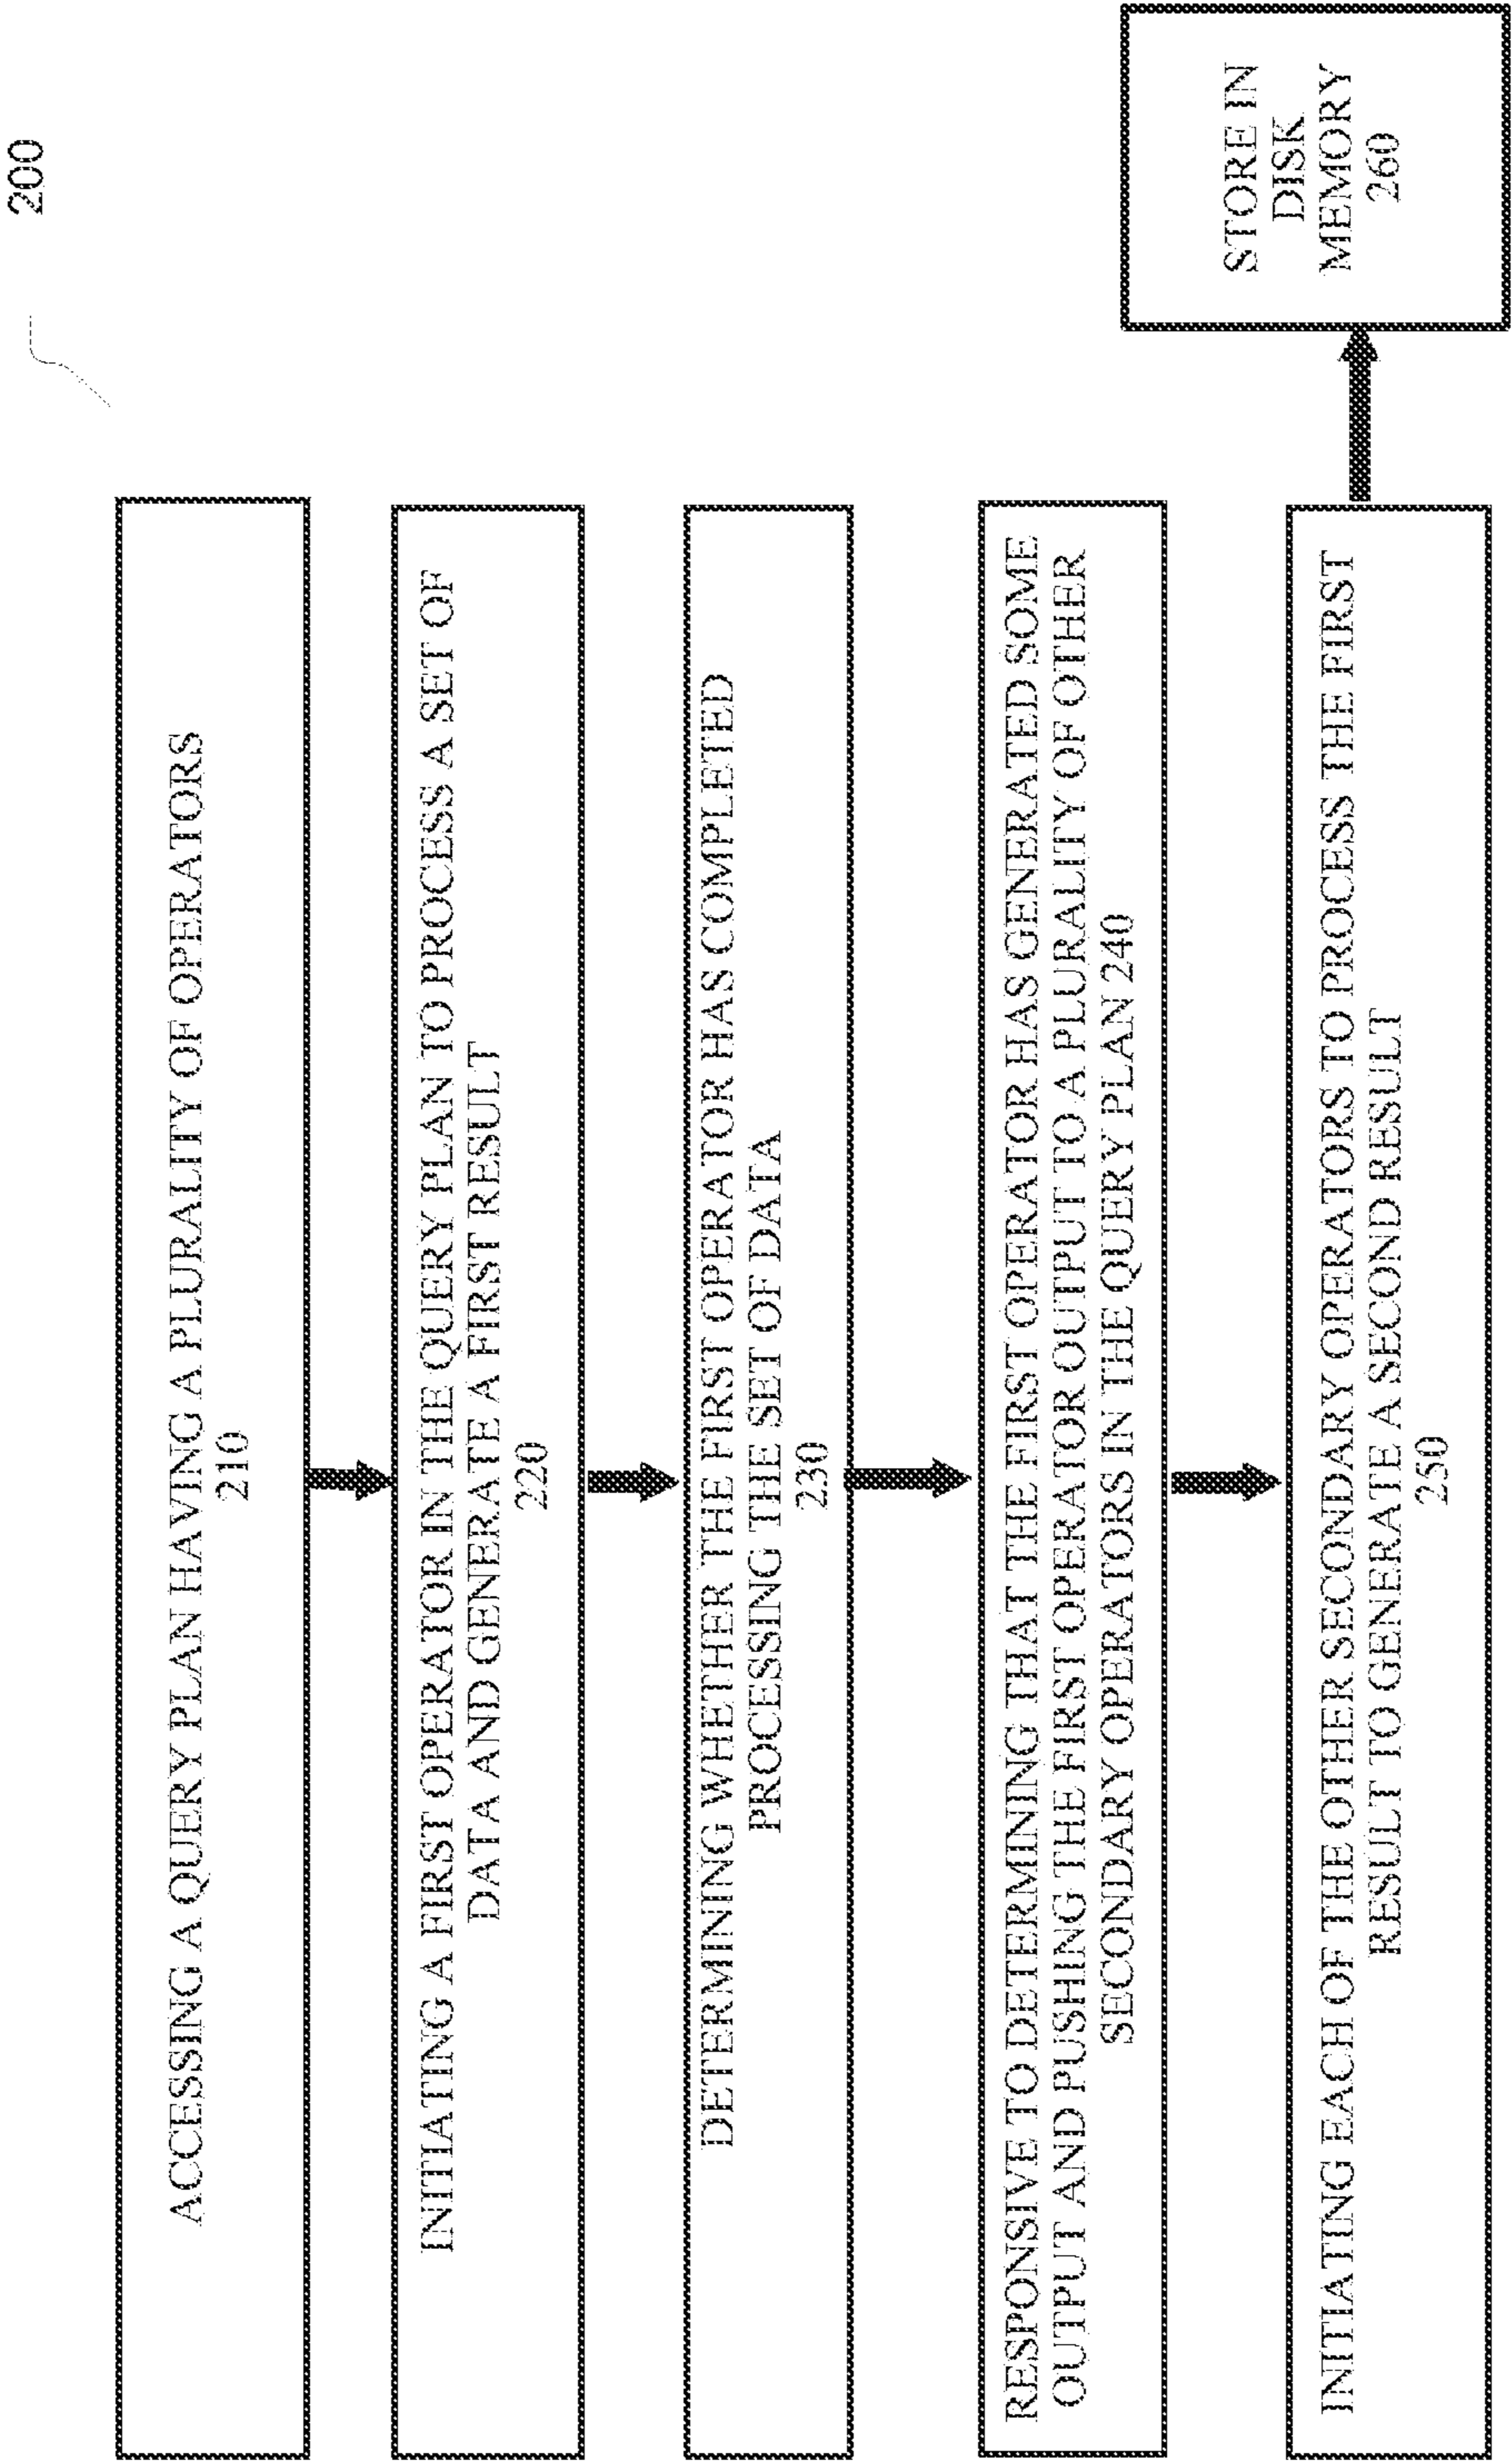 200
ACCESSING A QUERY PLAN HAVING A PLURALITY OF OPERATORS
210
INITIATING A FIRST OPERATOR IN THE QUERY PLAN TO PROCESS A SET OF
DATA AND GENERATE A FIRST RESULT
220
DETERMINING WHETHER THE FIRST OPERATOR HAS COMPLETED
PROCESSING THE SET OF DATA
230
RESPONSIVE TO DETERMINING THAT THE FIRST OPERATOR HAS GENERATED SOME
OUTPUT AND PUSHING THE FIRST OPERATOR OUTPUT TO A PLURALITY OF OTHER
SECONDARY OPERATORS IN THE QUERY PLAN 240
INITIATING EACH OF THE OTHER SECONDARY OPERATORS TO PROCESS THE FIRST
RESULT TO GENERATE A SECOND RESULT
250
STORE IN
DISK
MEMORY
260